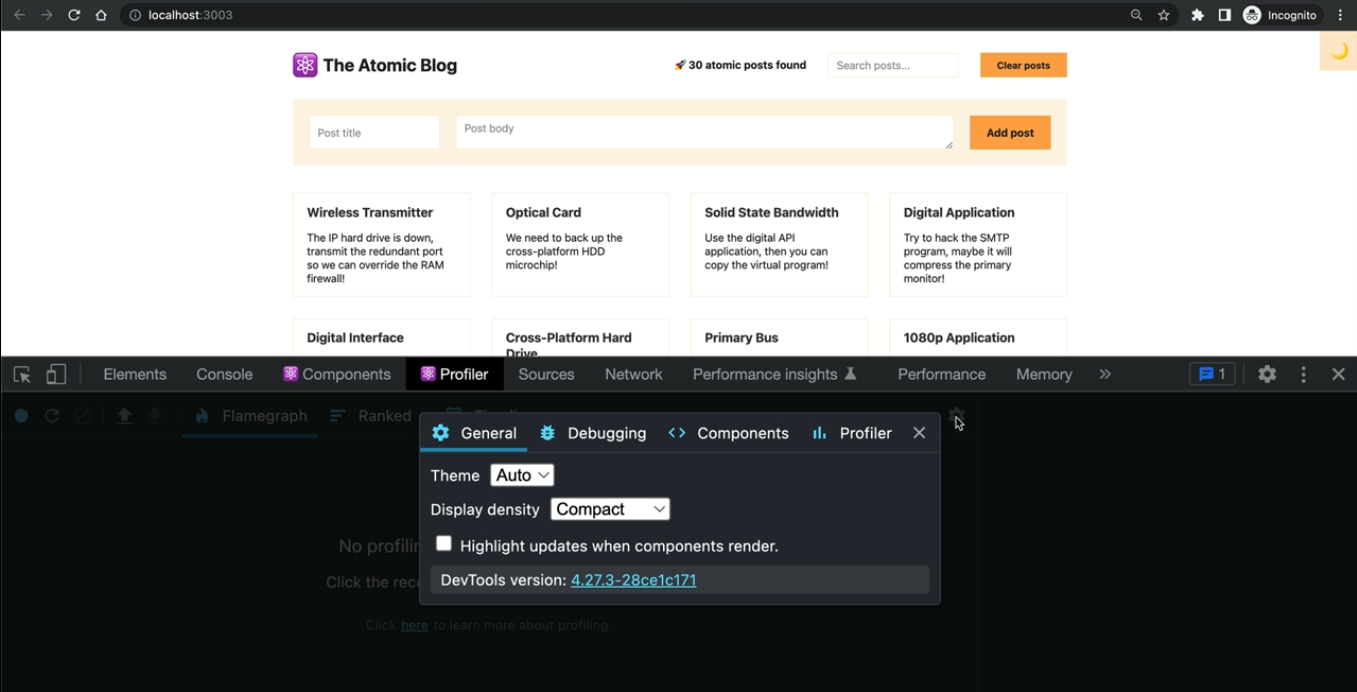 localhost:3003
Incognito
The Atomic Blog
30 atomic posts found
Search posts...
Clear posts
Post title
Post body
Add post
Wireless Transmitter
The IP hard drive is down,
transmit the redundant port
so we can override the RAM
firewall!
Optical Card
We need to back up the
cross-platform HDD
microchip!
Solid State Bandwidth
Use the digital API
application, then you can
copy the virtual program!
Digital Application
Try to hack the SMTP
program, maybe it will
compress the primary
monitor!
Digital Interface
Cross-Platform Hard
Drive
Primary Bus
1080p Application
Elements
Console
Components
Profiler
Sources
Network
Performance insights
Performance
Memory
1
Flamegraph
Ranked
General
Debugging
Components
Profiler
Theme
Auto
Display density
Compact
Highlight updates when components render.
DevTools version: 4.27.3-28ce1c171
No
Click the
Click here to learn more about profiling.